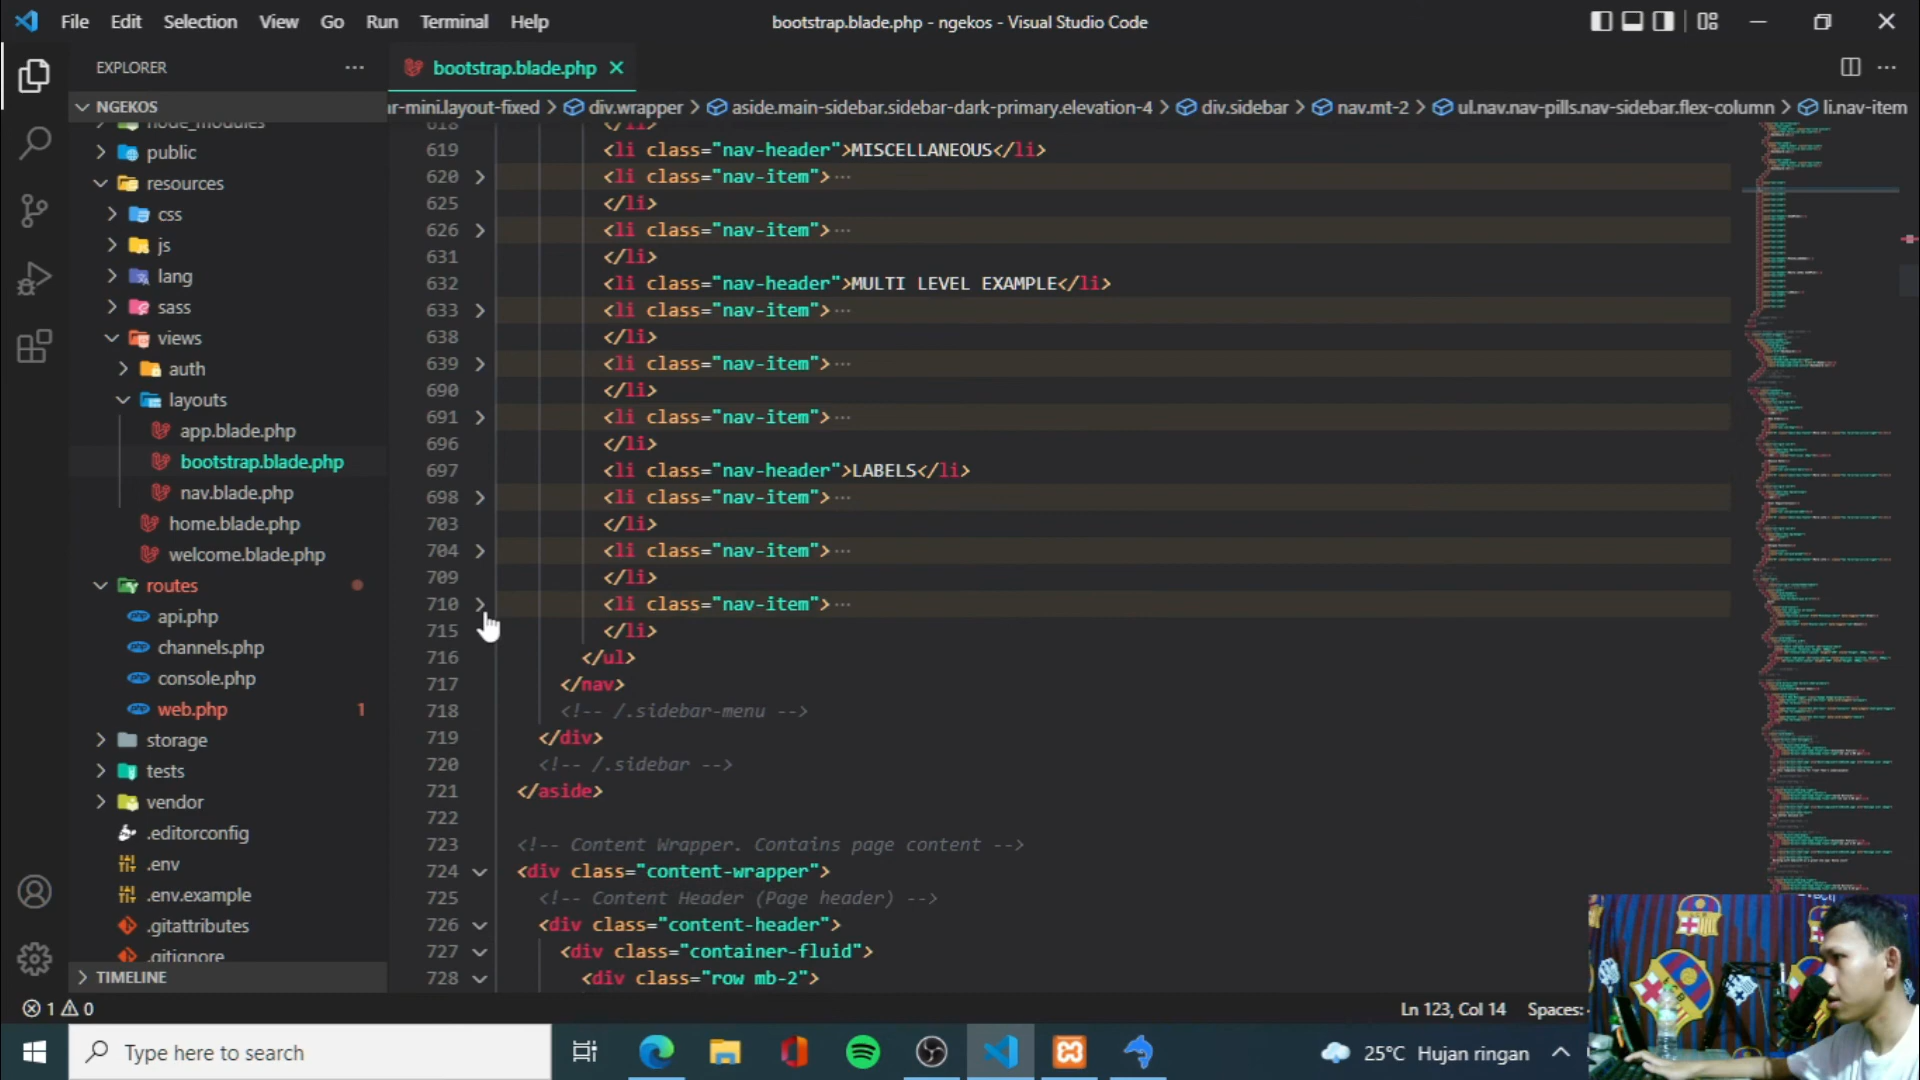 File Edit Selection View Go Run Terminal Help
bootstrap.blade.php - ngekos - Visual Studio Code
EXPLORER
bootstrap.blade.php
NGEKOS
r-mini.layout-fixed > div.wrapper > aside.main-sidebar.sidebar-dark-primary.elevation-4 > div.sidebar > nav.mt-2 > ul.nav.nav-pills.nav-sidebar.flex-column > li.nav-item
node_modules
public
resources
css
js
lang
sass
views
auth
layouts
app.blade.php
bootstrap.blade.php
nav.blade.php
home.blade.php
welcome.blade.php
routes
api.php
channels.php
console.php
web.php 1
storage
tests
vendor
.editorconfig
.env
.env.example
.gitattributes
.gitignore
TIMELINE
618 </li>
619 <li class="nav-header">MISCELLANEOUS</li>
620 <li class="nav-item">···
625 </li>
626 <li class="nav-item">···
631 </li>
632 <li class="nav-header">MULTI LEVEL EXAMPLE</li>
633 <li class="nav-item">···
638 </li>
639 <li class="nav-item">···
690 </li>
691 <li class="nav-item">···
696 </li>
697 <li class="nav-header">LABELS</li>
698 <li class="nav-item">···
703 </li>
704 <li class="nav-item">···
709 </li>
710 <li class="nav-item">···
715 </li>
716 </ul>
717 </nav>
718 <!-- /.sidebar-menu -->
719 </div>
720 <!-- /.sidebar -->
721 </aside>
722
723 <!-- Content Wrapper. Contains page content -->
724 <div class="content-wrapper">
725 <!-- Content Header (Page header) -->
726 <div class="content-header">
727 <div class="container-fluid">
728 <div class="row mb-2">
1 0
Ln 123, Col 14 Spaces:
Type here to search
25°C Hujan ringan